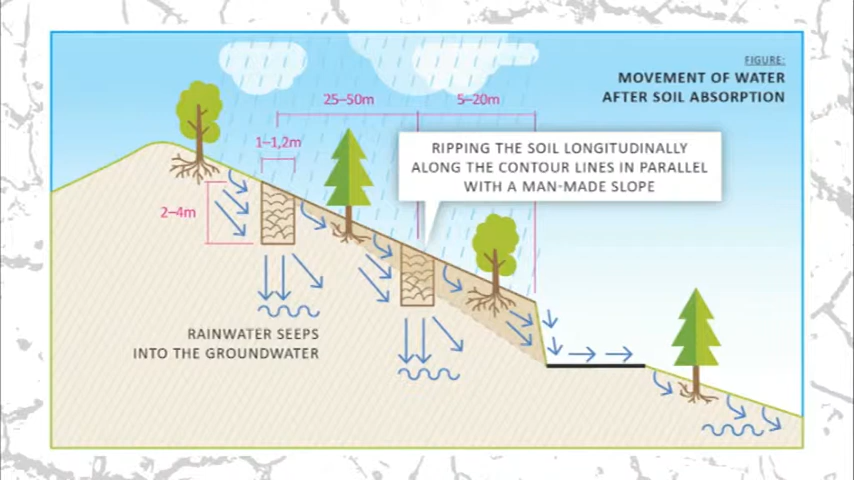 FIGURE:
MOVEMENT OF WATER
AFTER SOIL ABSORPTION
25–50m
5–20m
1–1,2m
RIPPING THE SOIL LONGITUDINALLY
ALONG THE CONTOUR LINES IN PARALLEL
WITH A MAN-MADE SLOPE
2–4m
RAINWATER SEEPS
INTO THE GROUNDWATER